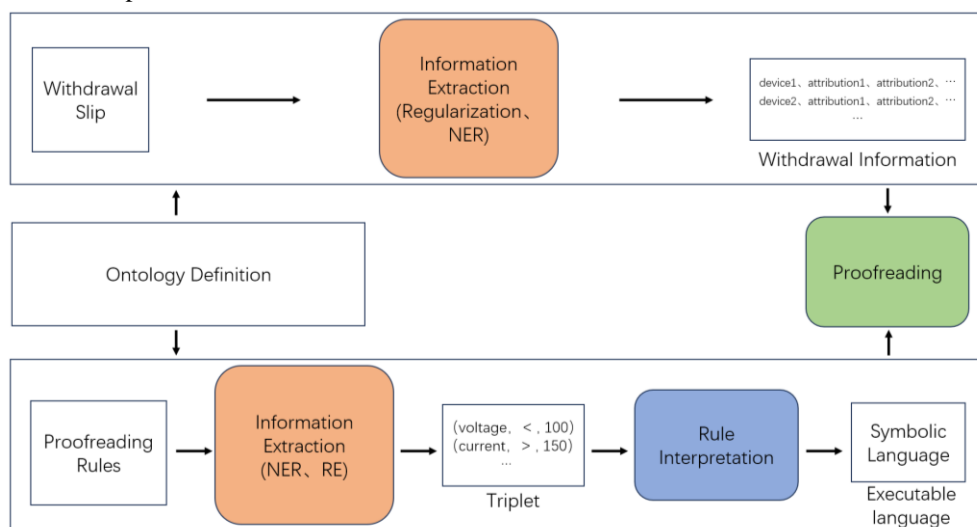 Withdrawal
Slip
Information
Extraction
(Regularization、
NER)
device1、attribution1、attribution2、…
device2、attribution1、attribution2、…
…
Withdrawal Information
Ontology Definition
Proofreading
Proofreading
Rules
Information
Extraction
(NER、RE)
(voltage, < , 100)
(current, > , 150)
…
Triplet
Rule
Interpretation
Symbolic
Language
Executable
language